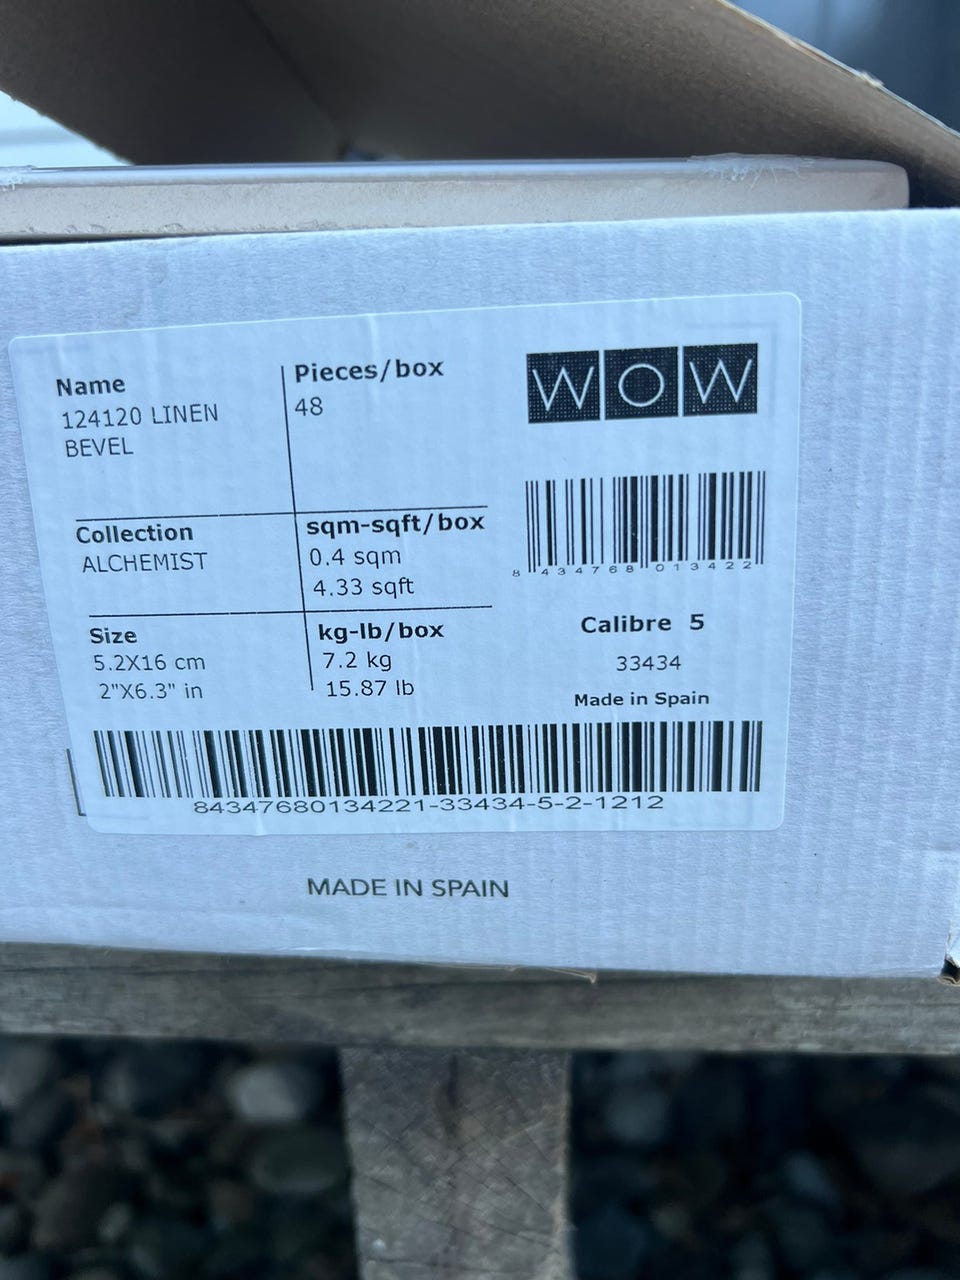 Name
124120 LINEN
BEVEL
Pieces/box
48
WOW
Collection
ALCHEMIST
sqm-sqft/box
0.4 sqm
4.33 sqft
8 434768 013422
Size
5.2X16 cm
2"X6.3" in
kg-lb/box
7.2 kg
15.87 lb
Calibre 5
33434
Made in Spain
84347680134221-33434-5-2-1212
MADE IN SPAIN